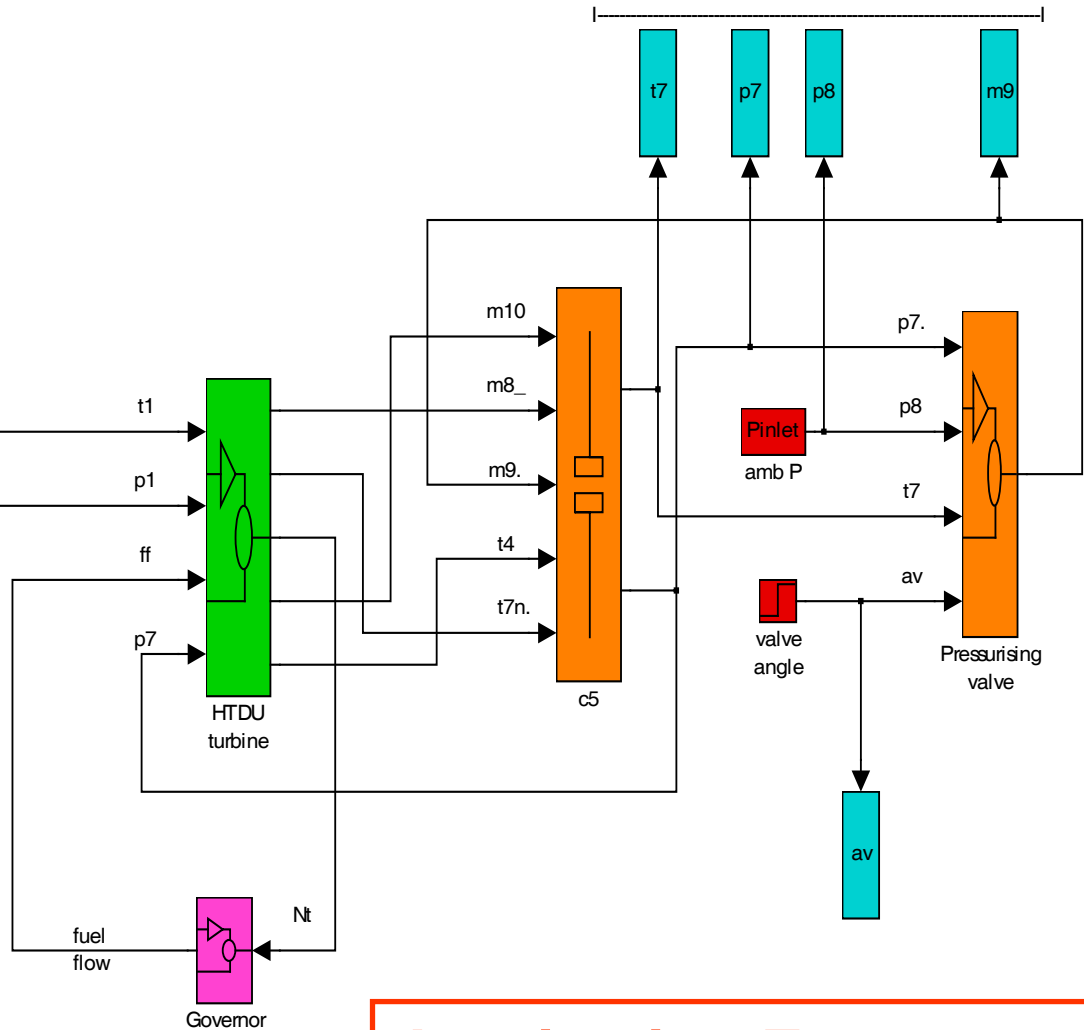 t7
p7
p8
m9
m10
p7.
t1
m8_
p8
Pinlet
amb P
p1
m9.
t7
ff
t4
av
p7
t7n.
valve
angle
Pressurising
valve
c5
HTDU
turbine
av
Nt
fuel
flow
Governor